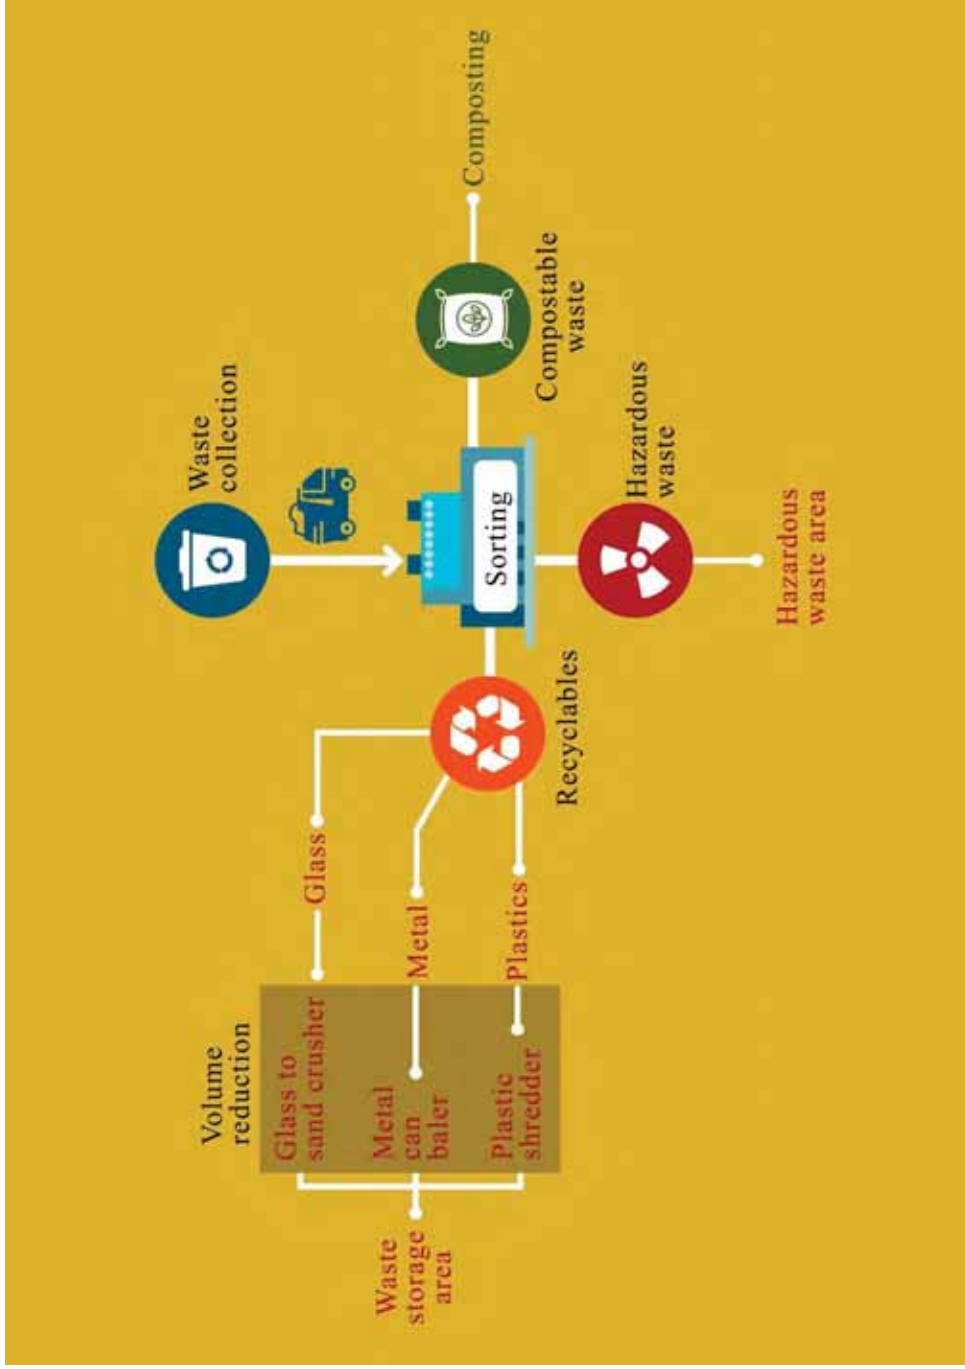 Waste
collection
Volume
reduction
Glass
Glass to
sand crusher
Metal
Metal
can
baler
Waste
storage
area
Sorting
Composting
Plastics
Plastic
shredder
Recyclables
Compostable
waste
Hazardous
waste
Hazardous
waste area